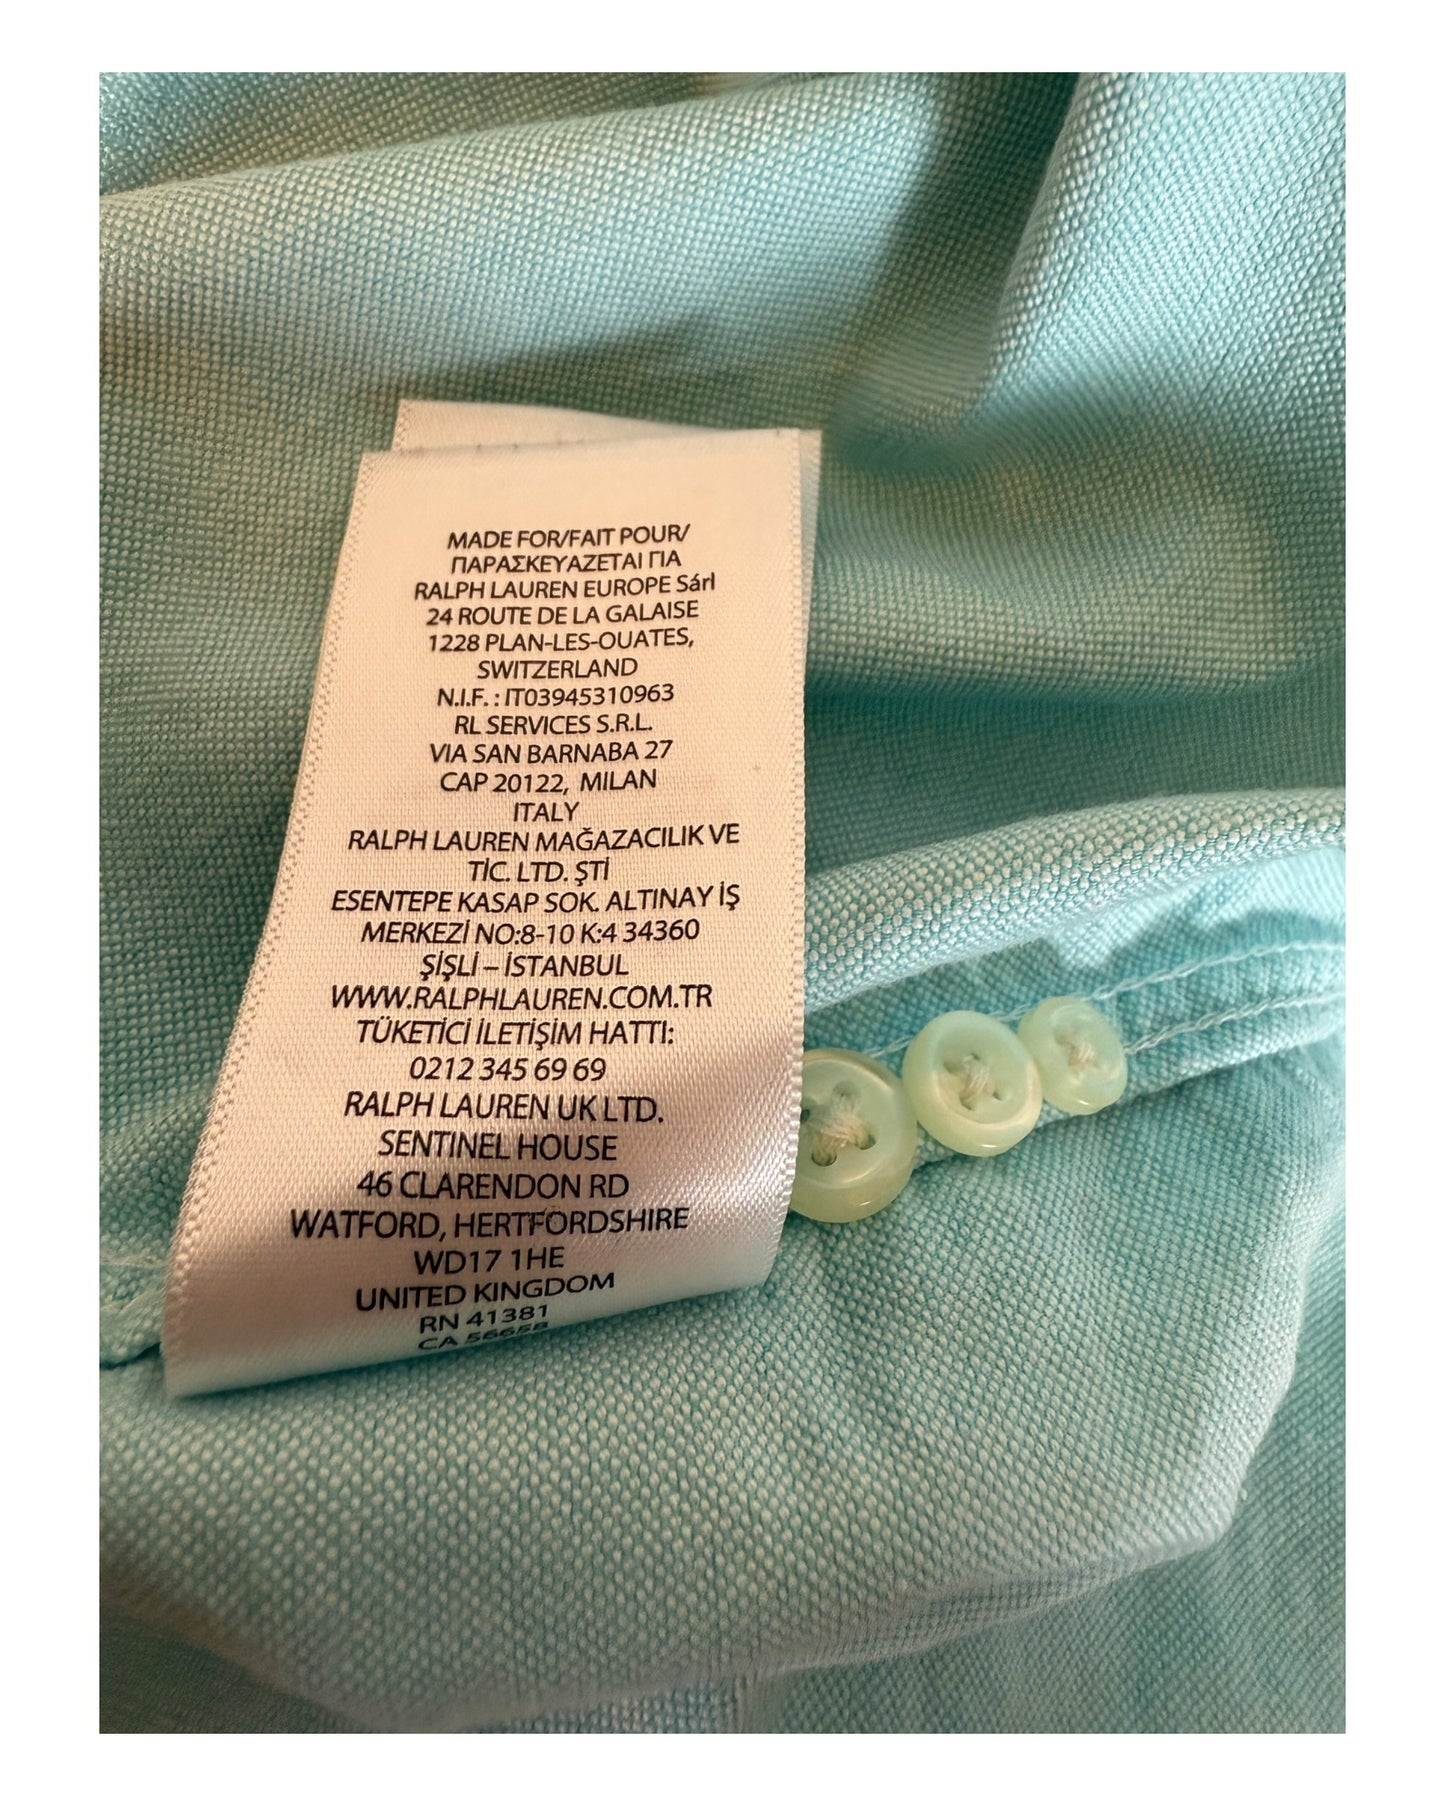 MADE FOR/FAIT POUR/
ΠΑΡΑΣΚΕΥΑΖΕΤΑΙ ΓΙΑ
RALPH LAUREN EUROPE Sárl
24 ROUTE DE LA GALAISE
1228 PLAN-LES-OUATES,
SWITZERLAND
N.I.F. : IT03945310963
RL SERVICES S.R.L.
VIA SAN BARNABA 27
CAP 20122, MILAN
ITALY
RALPH LAUREN MAĞAZACILIK VE
TİC. LTD. ŞTİ
ESENTEPE KASAP SOK. ALTINAY İŞ
MERKEZİ NO:8-10 K:4 34360
ŞİŞLİ – İSTANBUL
WWW.RALPHLAUREN.COM.TR
TÜKETİCİ İLETİŞİM HATTI:
0212 345 69 69
RALPH LAUREN UK LTD.
SENTINEL HOUSE
46 CLARENDON RD
WATFORD, HERTFORDSHIRE
WD17 1HE
UNITED KINGDOM
RN 41381
CA 56658